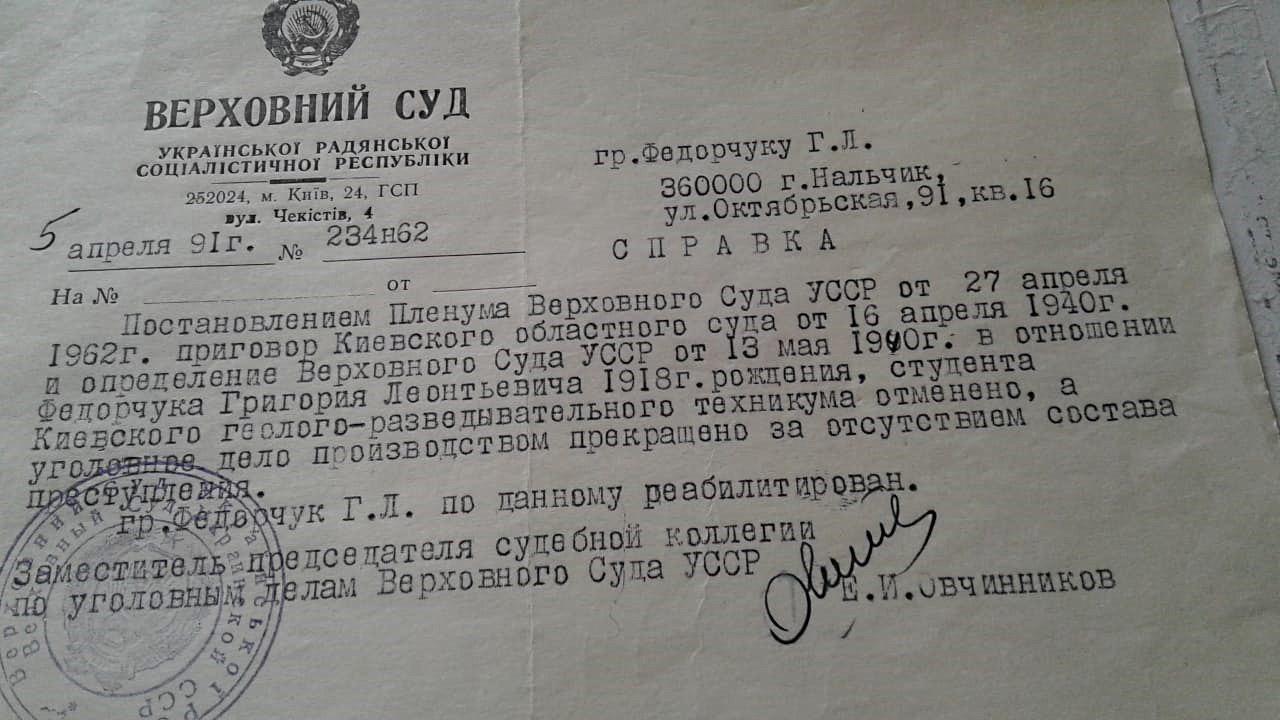 ВЕРХОВНИЙ СУД
УКРАЇНСЬКОЇ РАДЯНСЬКОЇ
СОЦІАЛІСТИЧНОЇ РЕСПУБЛІКИ
252024, м. Київ, 24, ГСП
вул. Чекістів, 4
5 апреля 91г. № 234н62
На № от
гр.Федорчуку Г.Л.
360000 г.Нальчик,
ул.Октябрьская,91,кв.16
СПРАВКА
Постановлением Пленума Верховного Суда УССР от 27 апреля
1962г. приговор Киевского областного суда от 16 апреля 1940г.
и определение Верховного Суда УССР от 13 мая 1940г. в отношении
Федорчука Григория Леонтьевича 1918г.рождения, студента
Киевского геолого-разведывательного техникума отменено, а
уголовное дело производством прекращено за отсутствием состава
преступления.
гр.Федорчук Г.Л. по данному реабилитирован.
Заместитель председателя судебной коллегии
по уголовным делам Верховного Суда УССР
Е.И.Овчинников